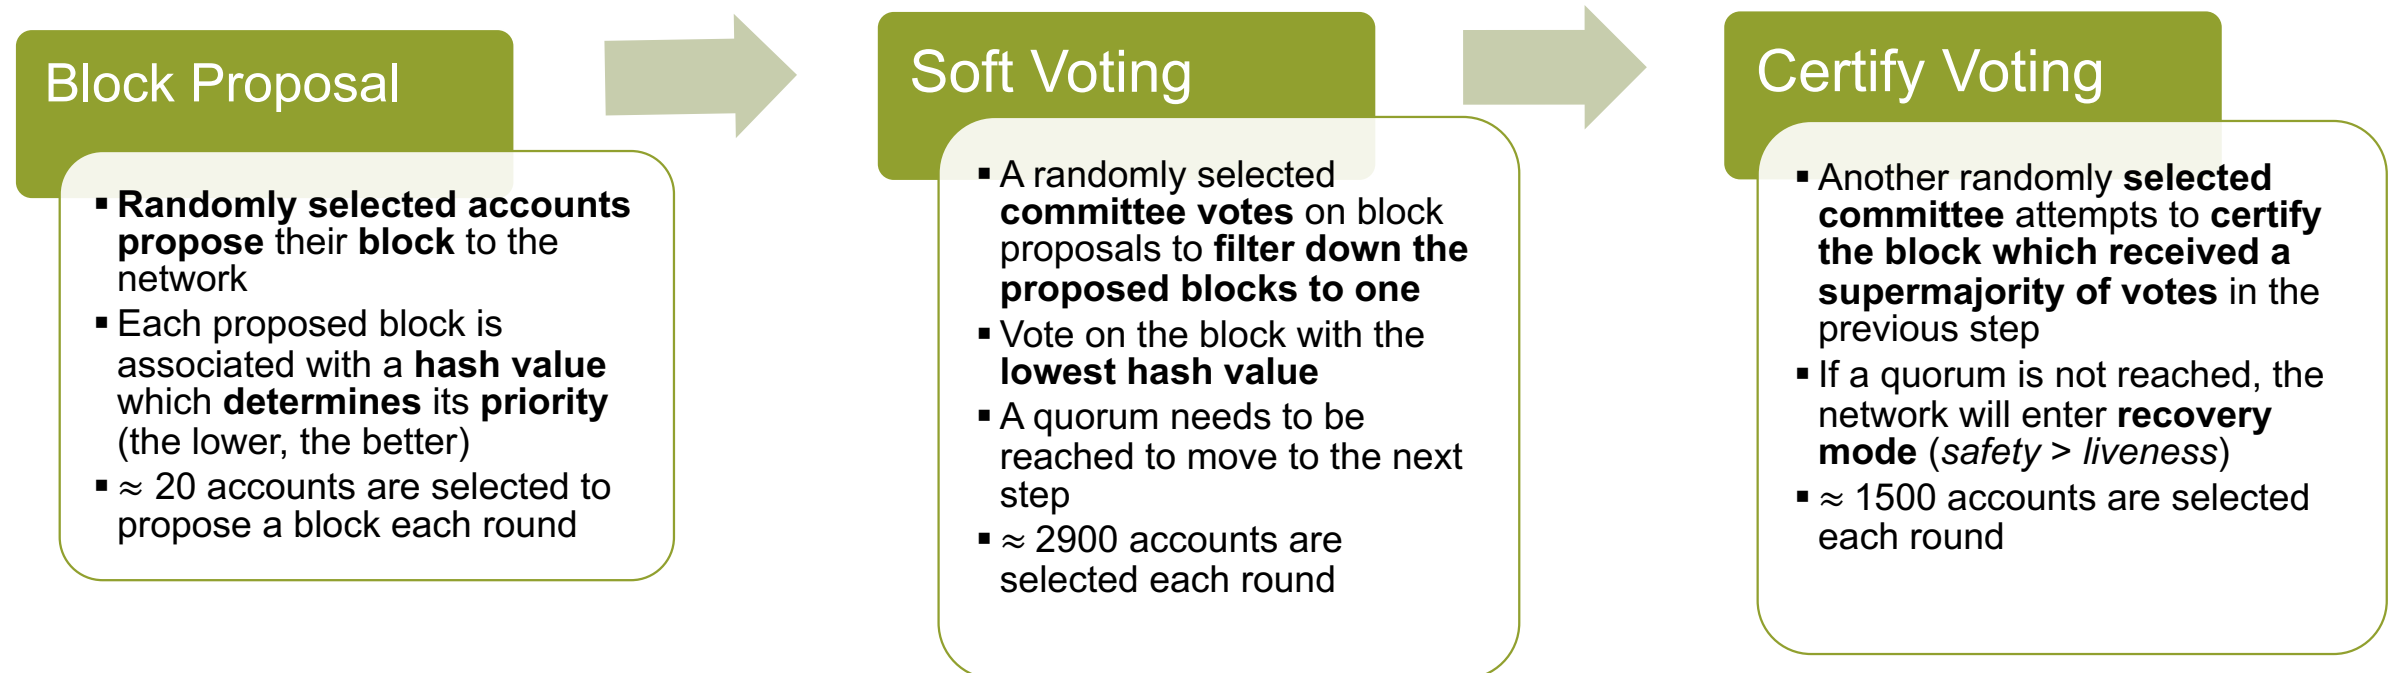 Block Proposal
▪ Randomly selected accounts
propose their block to the
network
▪ Each proposed block is
associated with a hash value
which determines its priority
(the lower, the better)
▪ ≈ 20 accounts are selected to
propose a block each round
Soft Voting
▪ A randomly selected
committee votes on block
proposals to filter down the
proposed blocks to one
▪ Vote on the block with the
lowest hash value
▪ A quorum needs to be
reached to move to the next
step
▪ ≈ 2900 accounts are
selected each round
Certify Voting
▪ Another randomly selected
committee attempts to certify
the block which received a
supermajority of votes in the
previous step
▪ If a quorum is not reached, the
network will enter recovery
mode (safety > liveness)
▪ ≈ 1500 accounts are selected
each round